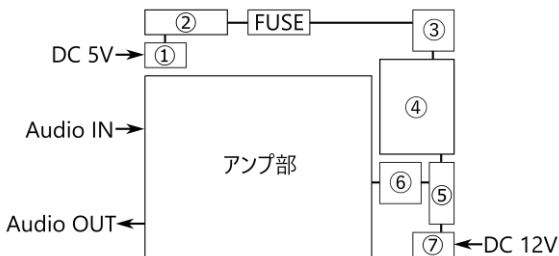 ② FUSE ③
DC 5V ①
④
Audio IN
アンプ部
⑥ ⑤
Audio OUT
⑦ DC 12V